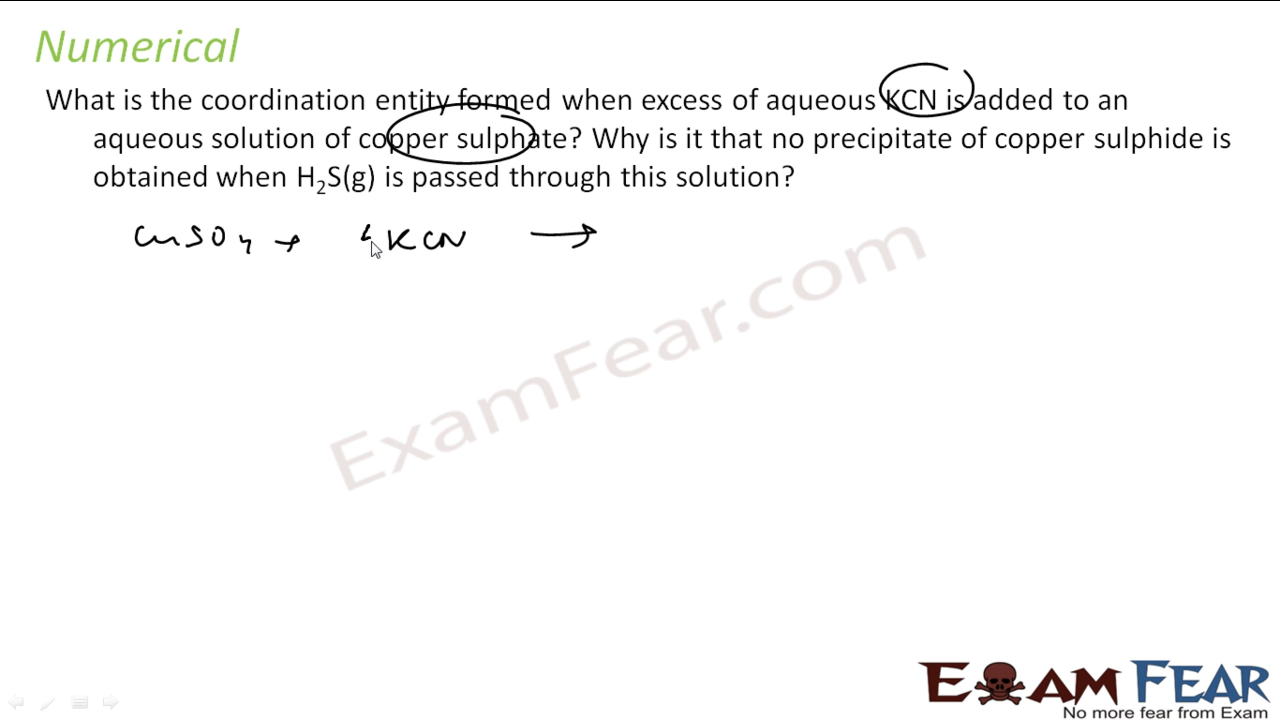 Numerical
What is the coordination entity formed when excess of aqueous KCN is added to an
aqueous solution of copper sulphate? Why is it that no precipitate of copper sulphide is
obtained when H₂S(g) is passed through this solution?
CuSO₄ + 4KCN →
ExamFear.com
EXAM FEAR
No more fear from Exam